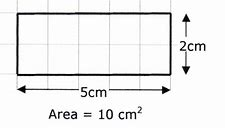 2cm
5cm
Area = 10 cm²